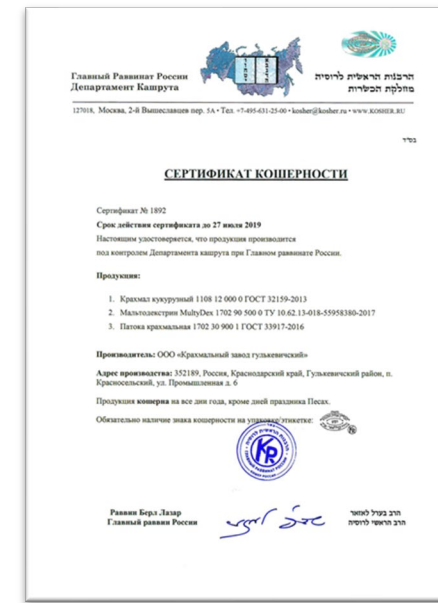 Главный Раввинат России
Департамент Кашрута
הרבנות הראשית לרוסיה
מחלקת הכשרות
127018, Москва, 2-й Вышеславцев пер. 5А • Тел. +7-495-631-25-00 • kosher@kosher.ru • www.KOSHER.RU
בס"ד
СЕРТИФИКАТ КОШЕРНОСТИ
Сертификат № 1892
Срок действия сертификата до 27 июля 2019
Настоящим удостоверяется, что продукция производится
под контролем Департамента кашрута при Главном раввинате России.
Продукция:
1. Крахмал кукурузный 1108 12 000 0 ГОСТ 32159-2013
2. Мальтодекстрин MultyDex 1702 90 500 0 ТУ 10.62.13-018-55958380-2017
3. Патока крахмальная 1702 30 900 1 ГОСТ 33917-2016
Производитель: ООО «Крахмальный завод гулькевичский»
Адрес производства: 352189, Россия, Краснодарский край, Гулькевичский район, п.
Красносельский, ул. Промышленная д. 6
Продукция кошерна на все дни года, кроме дней праздника Песах.
Обязательно наличие знака кошерности на упаковке/этикетке:
KР
Раввин Берл Лазар
Главный раввин России
הרב בערל לאזאר
הרב הראשי לרוסיה